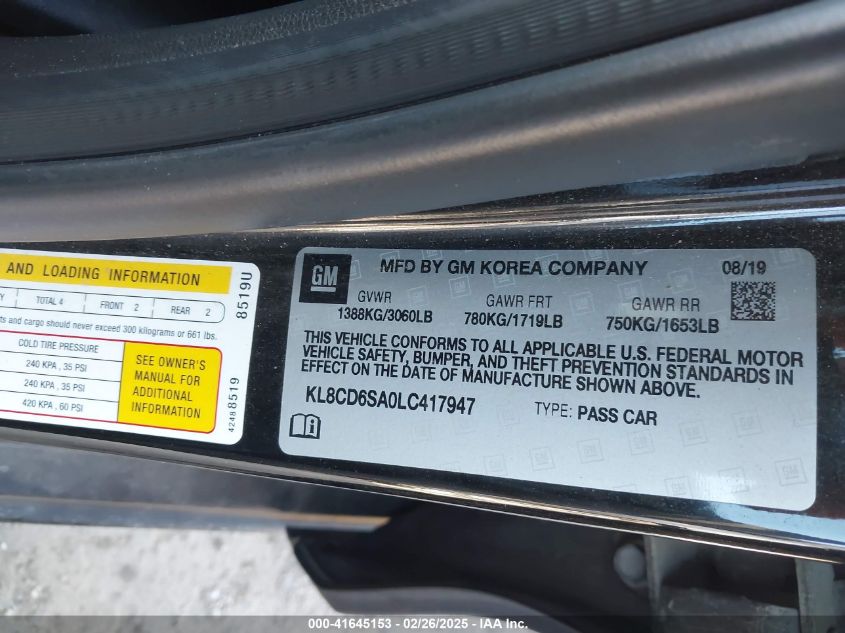 AND LOADING INFORMATION
TOTAL 4 FRONT 2 REAR 2
and cargo should never exceed 300 kilograms or 661 lbs.
COLD TIRE PRESSURE
240 KPA , 35 PSI
240 KPA , 35 PSI
420 KPA , 60 PSI
SEE OWNER'S
MANUAL FOR
ADDITIONAL
INFORMATION
8519U
42488519
GM
MFD BY GM KOREA COMPANY 08/19
GVWR GAWR FRT GAWR RR
1388KG/3060LB 780KG/1719LB 750KG/1653LB
THIS VEHICLE CONFORMS TO ALL APPLICABLE U.S. FEDERAL MOTOR
VEHICLE SAFETY, BUMPER, AND THEFT PREVENTION STANDARDS IN
EFFECT ON THE DATE OF MANUFACTURE SHOWN ABOVE.
KL8CD6SA0LC417947 TYPE: PASS CAR
000-41645153 - 02/26/2025 - © IAA, Inc.